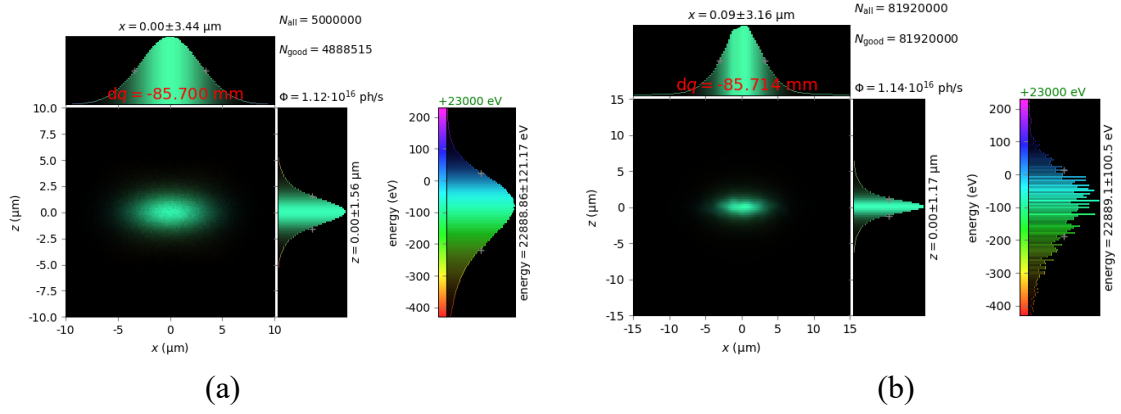 x = 0.00±3.44 μm
N_all = 5000000
N_good = 4888515
Φ = 1.12·10^16 ph/s
dq = -85.700 mm
10.0
7.5
5.0
2.5
0.0
-2.5
-5.0
-7.5
-10.0
z (μm)
-10
-5
0
5
10
x (μm)
z = 0.00±1.56 μm
+23000 eV
200
100
0
-100
-200
-300
-400
energy (eV)
energy = 22888.86±121.17 eV
(a)
x = 0.09±3.16 μm
N_all = 81920000
N_good = 81920000
Φ = 1.14·10^16 ph/s
dq = -85.714 mm
15
10
5
0
-5
-10
-15
z (μm)
-15
-10
-5
0
5
10
15
x (μm)
z = 0.00±1.17 μm
+23000 eV
200
100
0
-100
-200
-300
-400
energy (eV)
energy = 22889.1±100.5 eV
(b)